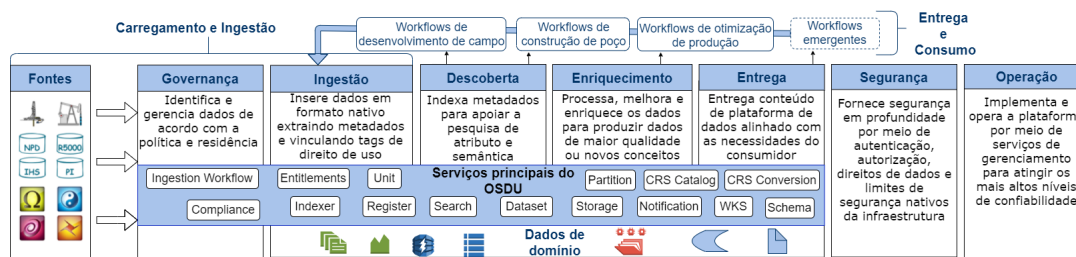 Carregamento e Ingestão
Workflows de
desenvolvimento de campo
Workflows de
construção de poço
Workflows de otimização
de produção
Workflows
emergentes
Entrega
e
Consumo
Fontes
NPD
R5000
IHS
PI
Ω
Governança
Identifica e
gerencia dados de
acordo com a
política e residência
Ingestão
Insere dados em
formato nativo
extraindo metadados
e vinculando tags de
direito de uso
Descoberta
Indexa metadados
para apoiar a
pesquisa de
atributo e
semântica
Enriquecimento
Processa, melhora e
enriquece os dados
para produzir dados
de maior qualidade
ou novos conceitos
Entrega
Entrega conteúdo
de plataforma de
dados alinhado com
as necesidades do
consumidor
Segurança
Fornece segurança
em profundidade
por meio de
autenticação,
autorização,
direitos de dados e
limites de
segurança nativos
da infraestrutura
Operação
Implementa e
opera a plataforma
por meio de
serviços de
gerenciamento
para atingir os
mais altos níveis
de confiabilidade
Serviços principais do
OSDU
Ingestion Workflow
Entitlements
Unit
Partition
CRS Catalog
CRS Conversion
Compliance
Indexer
Register
Search
Dataset
Storage
Notification
WKS
Schema
Dados de
domínio